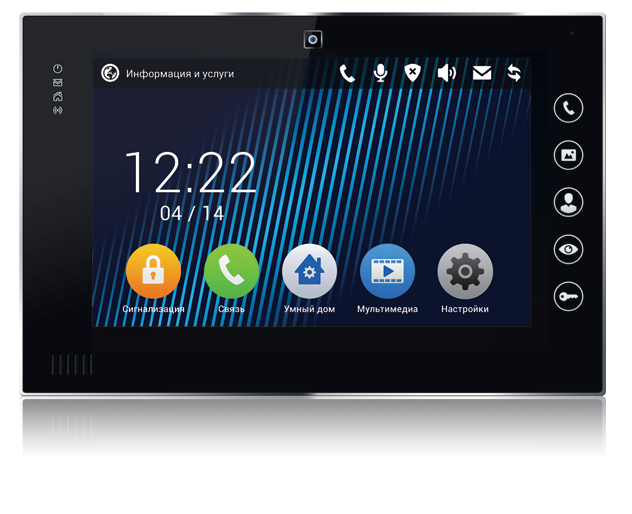 Информация и услуги
12:22
04 / 14
Сигнализация
Связь
Умный дом
Мультимедиа
Настройки